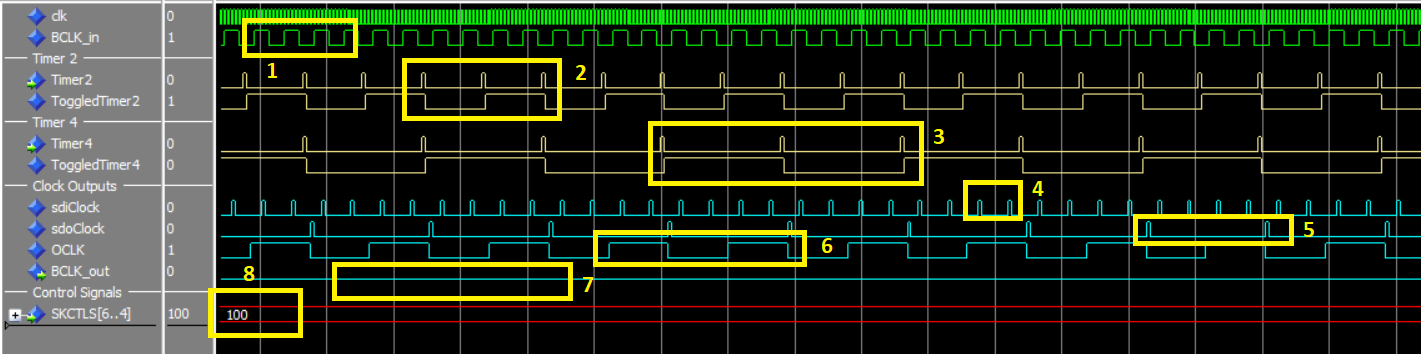 clk 0
BCLK_in 1
Timer 2
1
2
Timer2 0
ToggledTimer2 1
Timer 4
3
Timer4 0
ToggledTimer4 0
Clock Outputs
4
sdiClock 0
sdoClock 0
5
OCLK 1
6
BCLK_out 0
8
7
Control Signals
SKCTLS[6..4] 100 100